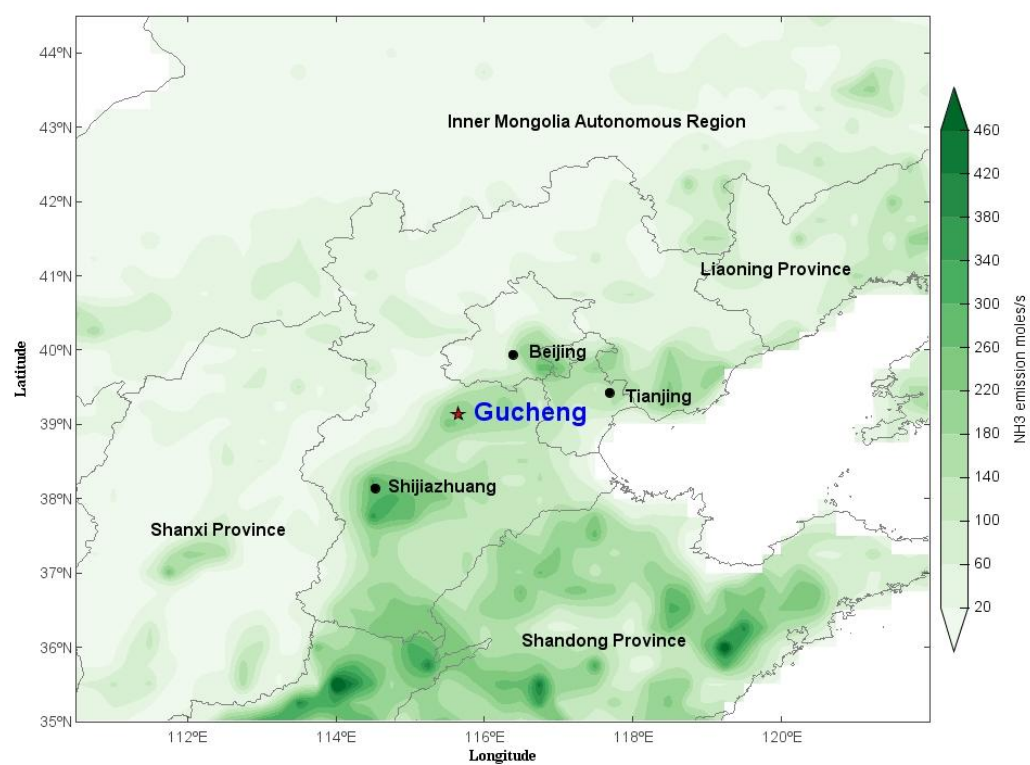 44°N
43°N
42°N
41°N
40°N
39°N
38°N
37°N
36°N
35°N
Latitude
Inner Mongolia Autonomous Region
Liaoning Province
Beijing
Tianjing
Gucheng
Shijiazhuang
Shanxi Province
Shandong Province
112°E 114°E 116°E 118°E 120°E
Longitude
460
420
380
340
300
260
220
180
140
100
60
20
NH3 emission moles/s